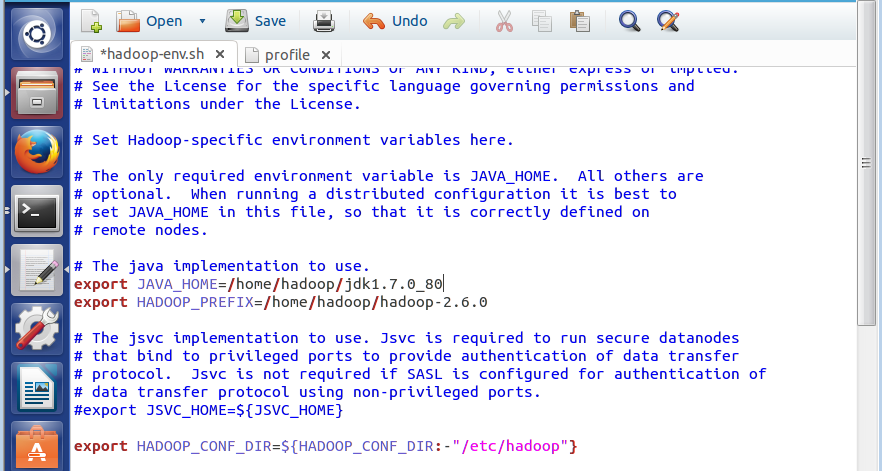 Open Save Undo
*hadoop-env.sh profile
# WITHOUT WARRANTIES OR CONDITIONS OF ANY KIND, either express or implied.
# See the License for the specific language governing permissions and
# limitations under the License.
# Set Hadoop-specific environment variables here.
# The only required environment variable is JAVA_HOME.  All others are
# optional.  When running a distributed configuration it is best to
# set JAVA_HOME in this file, so that it is correctly defined on
# remote nodes.
# The java implementation to use.
export JAVA_HOME=/home/hadoop/jdk1.7.0_80
export HADOOP_PREFIX=/home/hadoop/hadoop-2.6.0
# The jsvc implementation to use. Jsvc is required to run secure datanodes
# that bind to privileged ports to provide authentication of data transfer
# protocol.  Jsvc is not required if SASL is configured for authentication of
# data transfer protocol using non-privileged ports.
#export JSVC_HOME=${JSVC_HOME}
export HADOOP_CONF_DIR=${HADOOP_CONF_DIR:-"/etc/hadoop"}